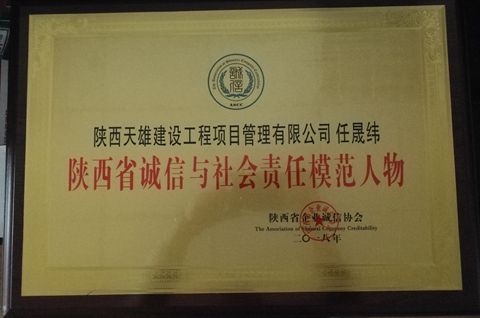 诚信
陕西天雄建设工程项目管理有限公司 任晟纬
陕西省诚信与社会责任模范人物
陕西省企业诚信协会
The Association of Shaanxi Company Creditability
二〇一八年